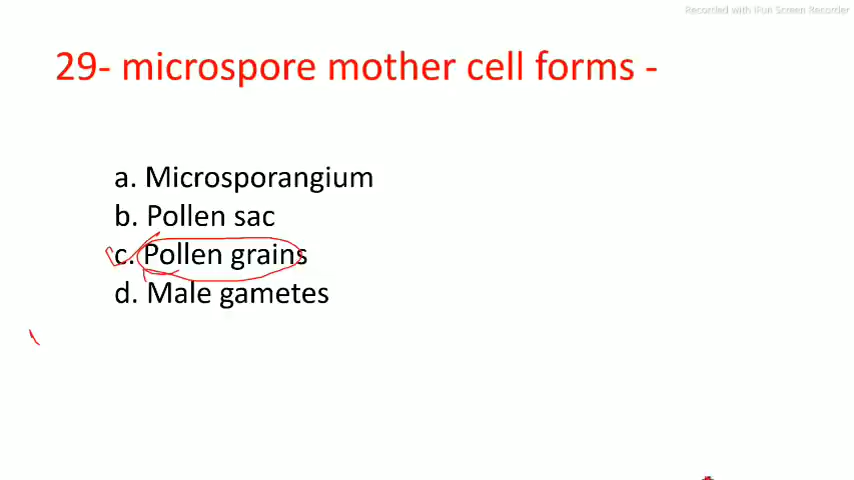 Recorded with iFun Screen Recorder
29- microspore mother cell forms -
a. Microsporangium
b. Pollen sac
c. Pollen grains
d. Male gametes